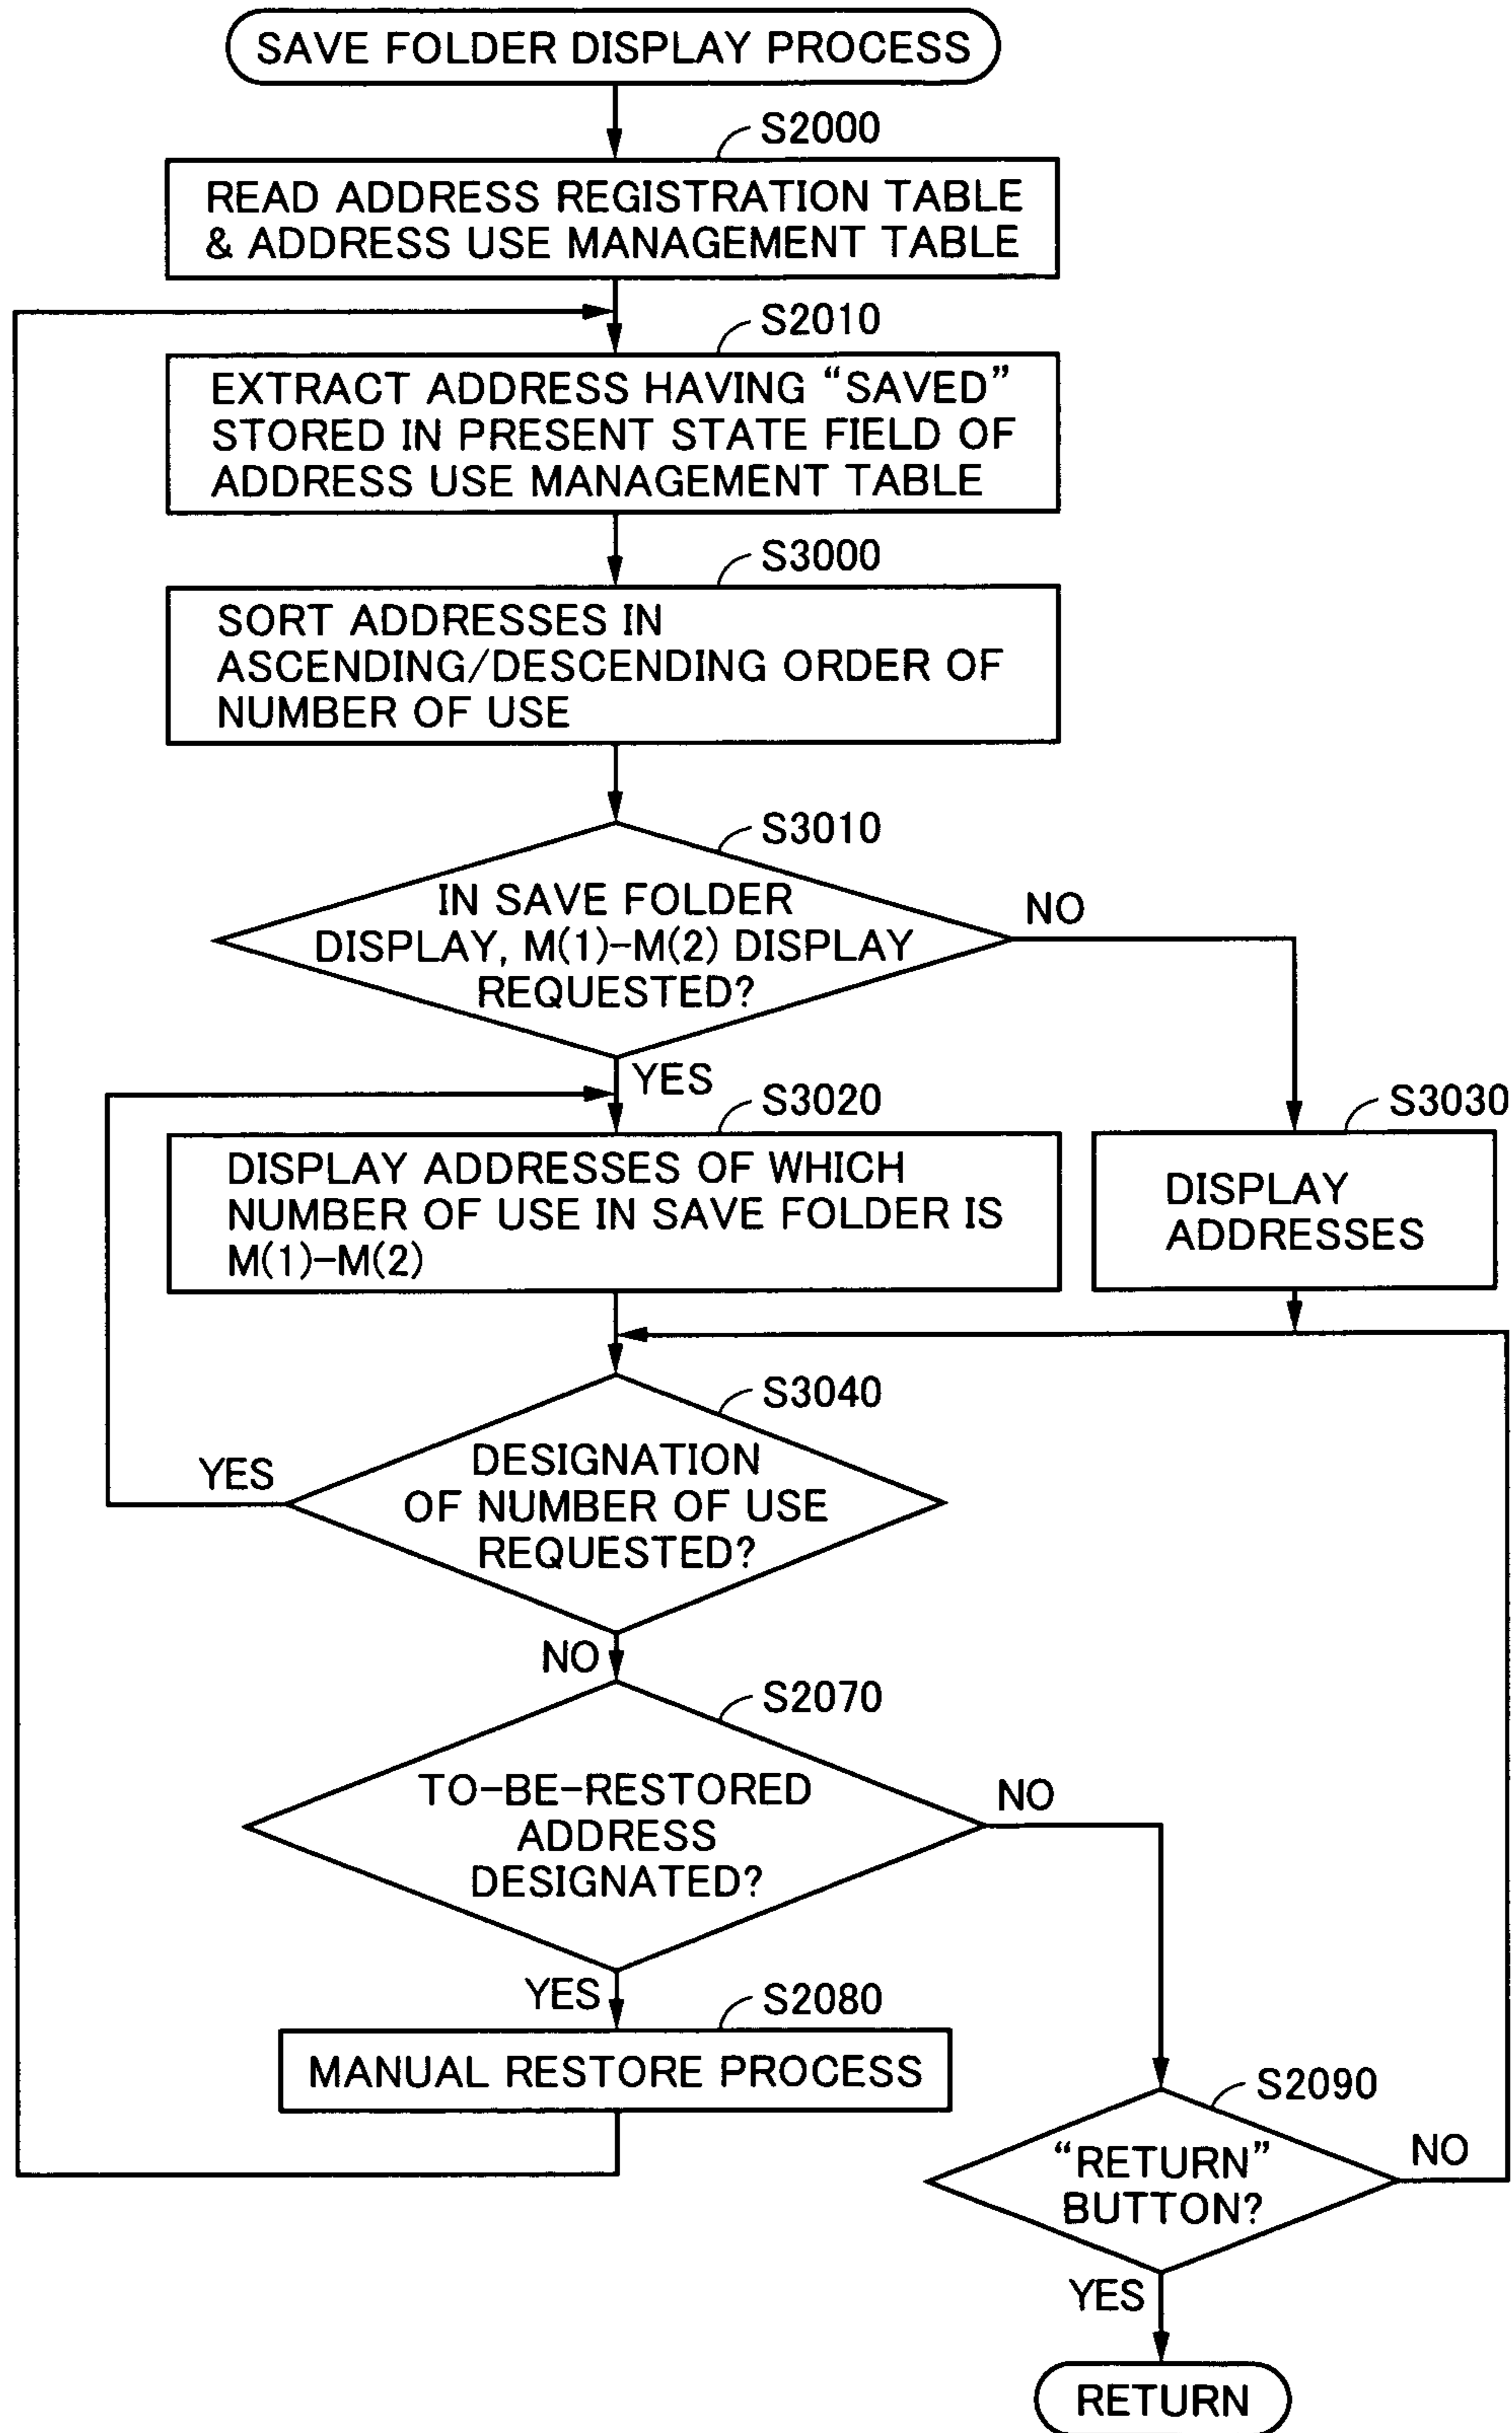 SAVE FOLDER DISPLAY PROCESS
S2000
READ ADDRESS REGISTRATION TABLE
& ADDRESS USE MANAGEMENT TABLE
S2010
EXTRACT ADDRESS HAVING “SAVED”
STORED IN PRESENT STATE FIELD OF
ADDRESS USE MANAGEMENT TABLE
S3000
SORT ADDRESSES IN
ASCENDING/DESCENDING ORDER OF
NUMBER OF USE
S3010
IN SAVE FOLDER
DISPLAY, M(1)-M(2) DISPLAY
REQUESTED?
NO
YES
S3020
DISPLAY ADDRESSES OF WHICH
NUMBER OF USE IN SAVE FOLDER IS
M(1)-M(2)
S3030
DISPLAY
ADDRESSES
S3040
DESIGNATION
OF NUMBER OF USE
REQUESTED?
YES
NO
S2070
TO-BE-RESTORED
ADDRESS
DESIGNATED?
NO
YES
S2080
MANUAL RESTORE PROCESS
S2090
“RETURN”
BUTTON?
NO
YES
RETURN